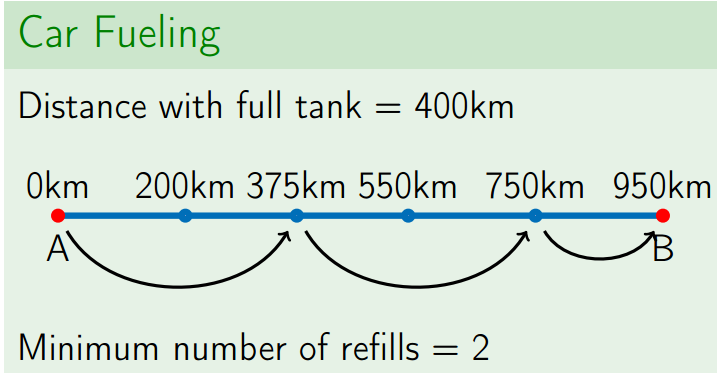 Car Fueling
Distance with full tank = 400km
0km 200km 375km 550km 750km 950km
A B
Minimum number of refills = 2